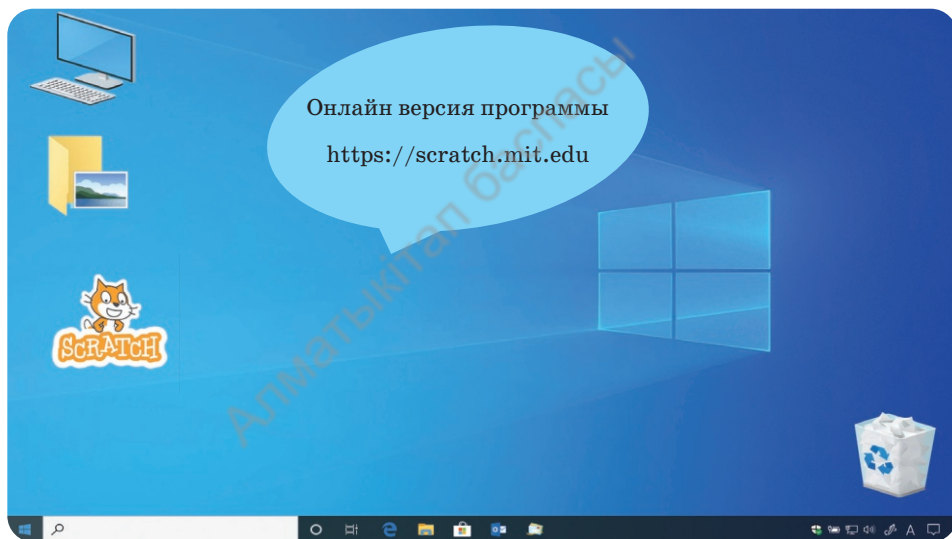 Онлайн версия программы
https://scratch.mit.edu
SCRATCH
Алматыкітап баспасы
A